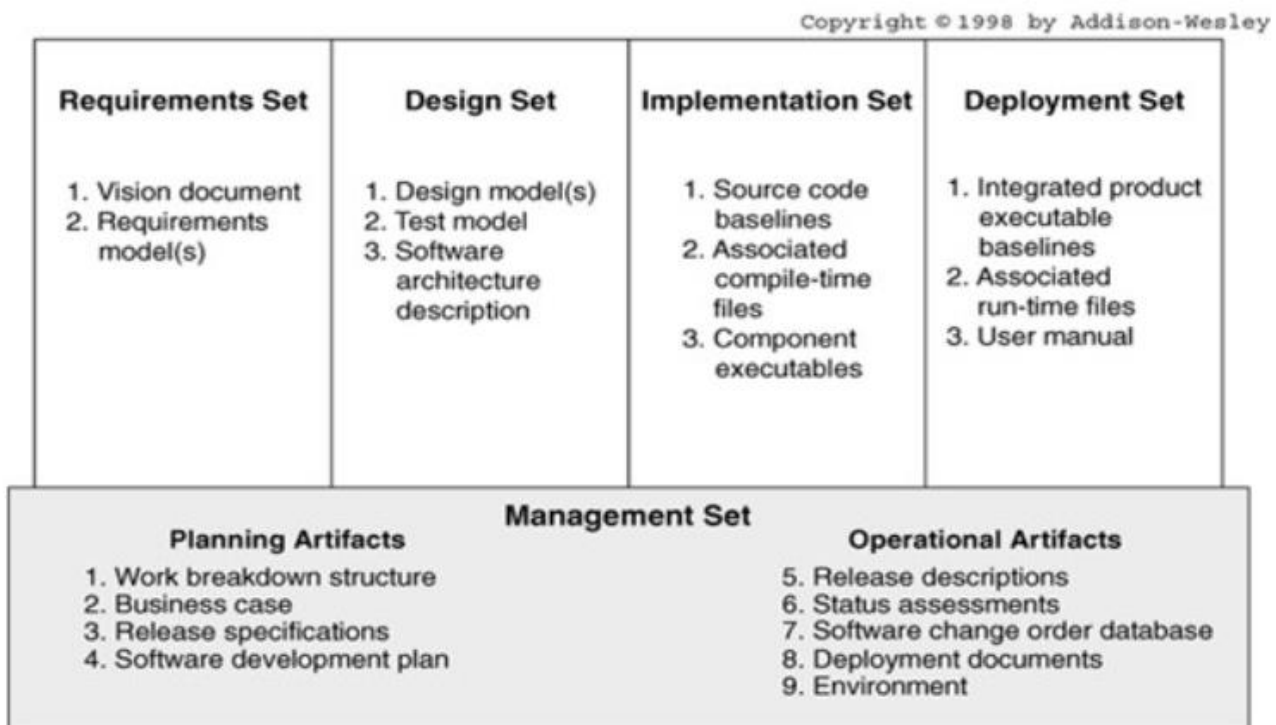 Copyright © 1998 by Addison-Wesley
Requirements Set
1. Vision document
2. Requirements
model(s)
Design Set
1. Design model(s)
2. Test model
3. Software
architecture
description
Implementation Set
1. Source code
baselines
2. Associated
compile-time
files
3. Component
executables
Deployment Set
1. Integrated product
executable
baselines
2. Associated
run-time files
3. User manual
Management Set
Planning Artifacts
1. Work breakdown structure
2. Business case
3. Release specifications
4. Software development plan
Operational Artifacts
5. Release descriptions
6. Status assessments
7. Software change order database
8. Deployment documents
9. Environment